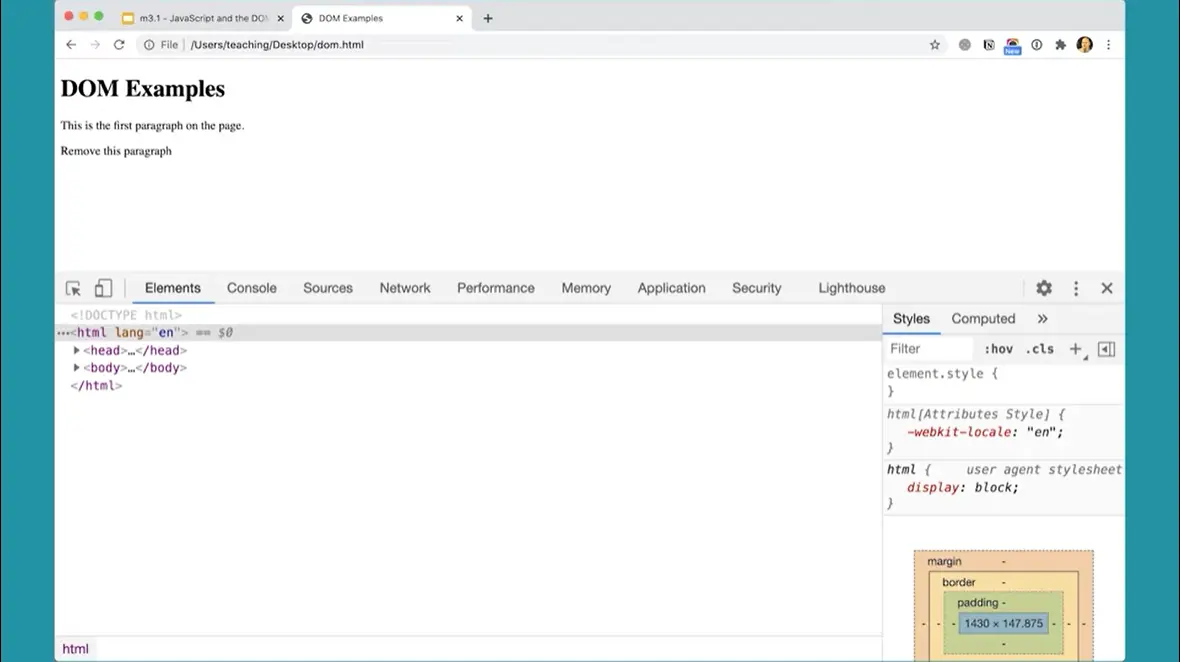 m3.1 - JavaScript and the DOM
DOM Examples
File
/Users/teaching/Desktop/dom.html
New
DOM Examples
This is the first paragraph on the page.
Remove this paragraph
Elements Console Sources Network Performance Memory Application Security Lighthouse
<!DOCTYPE html>
⋯<html lang="en"> == $0
▶<head>…</head>
▶<body>…</body>
</html>
html
Styles Computed »
Filter :hov .cls +
element.style {
}
html[Attributes Style] {
-webkit-locale: "en";
}
html { user agent stylesheet
display: block;
}
margin -
border -
padding -
- - - 1430 × 147.875 - - -
-